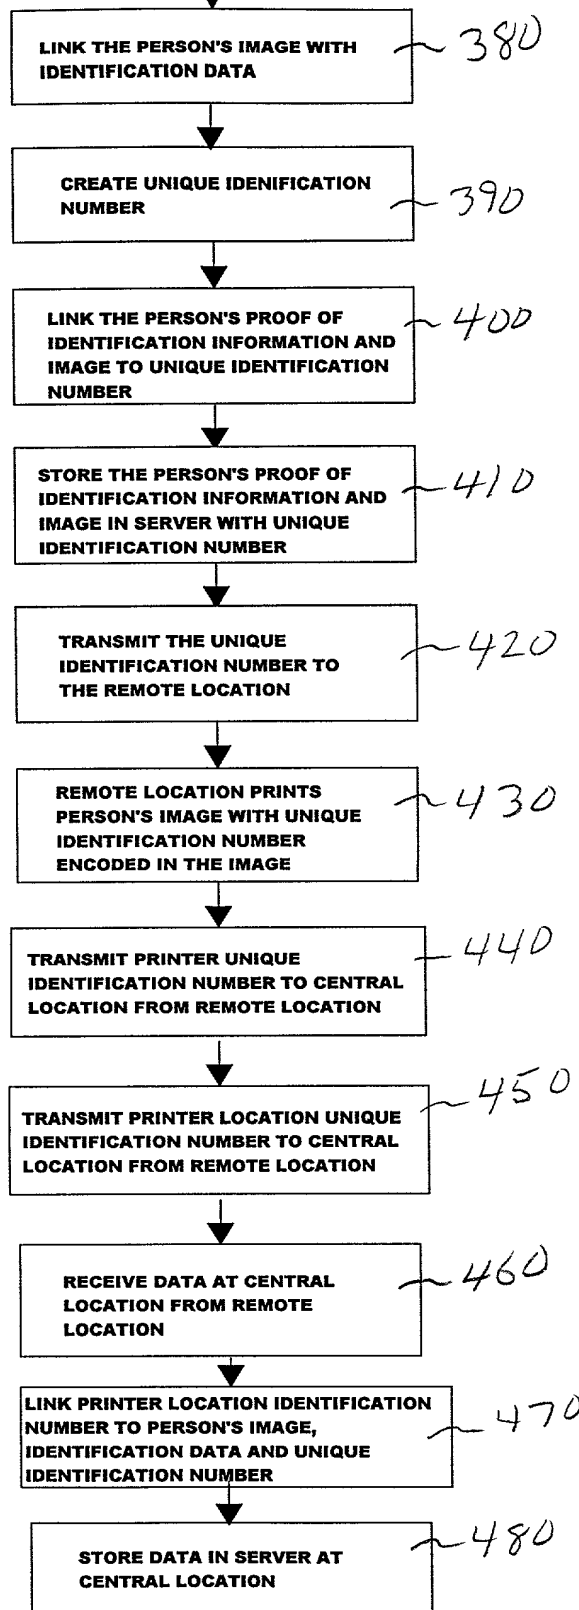 LINK THE PERSON'S IMAGE WITH
IDENTIFICATION DATA
380
CREATE UNIQUE IDENIFICATION
NUMBER
390
LINK THE PERSON'S PROOF OF
IDENTIFICATION INFORMATION AND
IMAGE TO UNIQUE IDENTIFICATION
NUMBER
400
STORE THE PERSON'S PROOF OF
IDENTIFICATION INFORMATION AND
IMAGE IN SERVER WITH UNIQUE
IDENTIFICATION NUMBER
410
TRANSMIT THE UNIQUE
IDENTIFICATION NUMBER TO
THE REMOTE LOCATION
420
REMOTE LOCATION PRINTS
PERSON'S IMAGE WITH UNIQUE
IDENTIFICATION NUMBER
ENCODED IN THE IMAGE
430
TRANSMIT PRINTER UNIQUE
IDENTIFICATION NUMBER TO CENTRAL
LOCATION FROM REMOTE LOCATION
440
TRANSMIT PRINTER LOCATION UNIQUE
IDENTIFICATION NUMBER TO CENTRAL
LOCATION FROM REMOTE LOCATION
450
RECEIVE DATA AT CENTRAL
LOCATION FROM REMOTE
LOCATION
460
LINK PRINTER LOCATION IDENTIFICATION
NUMBER TO PERSON'S IMAGE,
IDENTIFICATION DATA AND UNIQUE
IDENTIFICATION NUMBER
470
STORE DATA IN SERVER AT
CENTRAL LOCATION
480